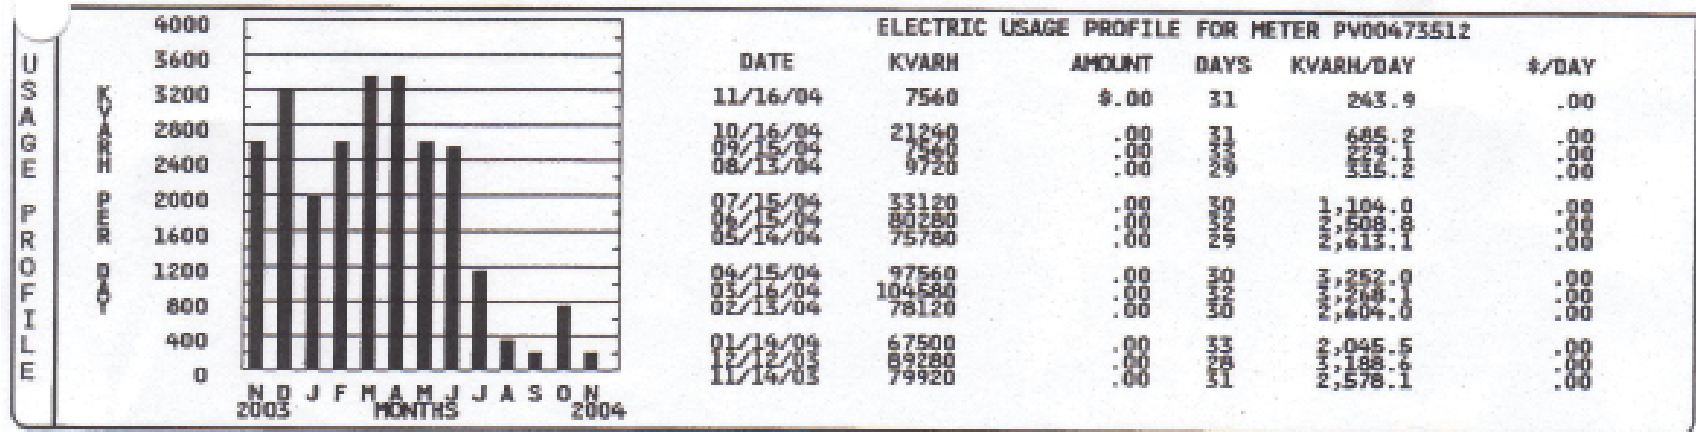 USAGE PROFILE
KVARH PER DAY
4000
3600
3200
2800
2400
2000
1600
1200
800
400
0
N D J F M A M J J A S O N
2003 MONTHS 2004
ELECTRIC USAGE PROFILE FOR METER PV00473512
DATE KVARH AMOUNT DAYS KVARH/DAY $/DAY
11/16/04 7560 $.00 31 243.9 .00
10/16/04 21240 .00 31 685.2 .00
09/15/04 7560 .00 33 229.1 .00
08/13/04 9720 .00 29 335.2 .00
07/15/04 33120 .00 30 1,104.0 .00
06/15/04 80280 .00 32 2,508.8 .00
05/14/04 75780 .00 29 2,613.1 .00
04/15/04 97560 .00 30 3,252.0 .00
03/16/04 104580 .00 32 3,268.1 .00
02/13/04 78120 .00 30 2,604.0 .00
01/14/04 67500 .00 33 2,045.5 .00
12/12/03 89280 .00 28 3,188.6 .00
11/14/03 79920 .00 31 2,578.1 .00